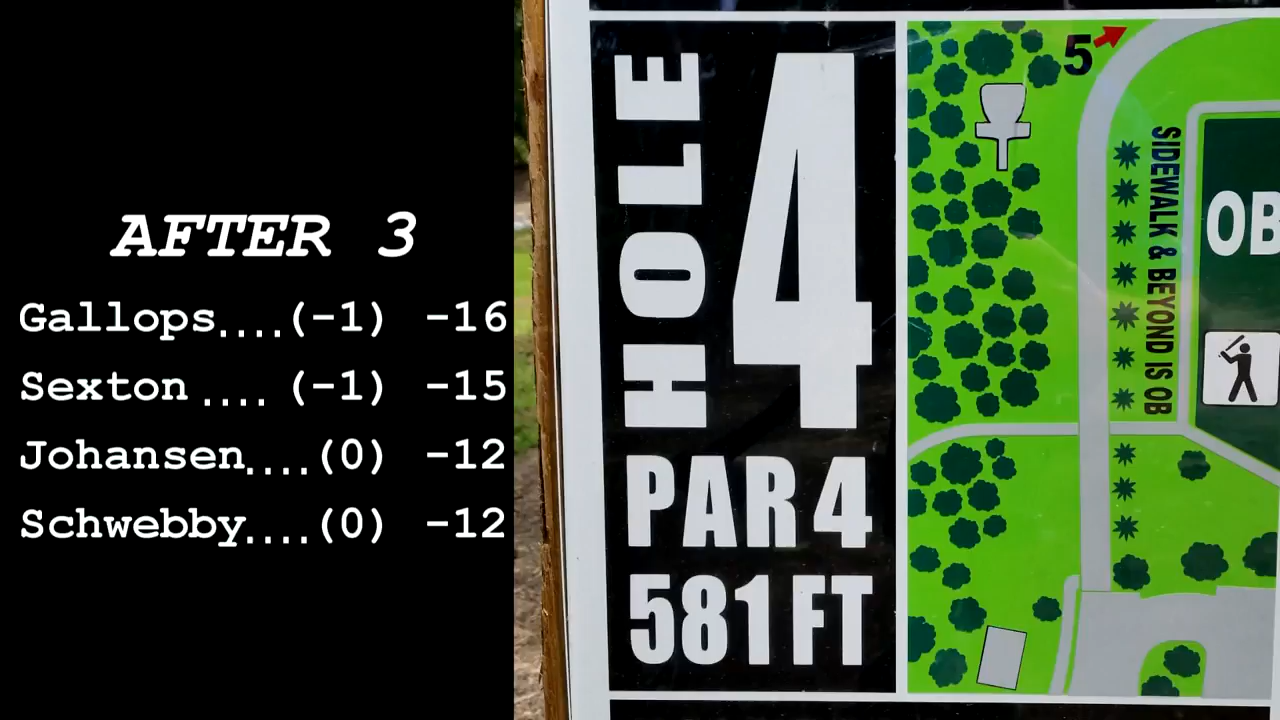 AFTER 3
Gallops....(-1) -16
Sexton .... (-1) -15
Johansen....(0) -12
Schwebby....(0) -12
HOLE
4
PAR 4
581 FT
5
SIDEWALK & BEYOND IS OB
OB